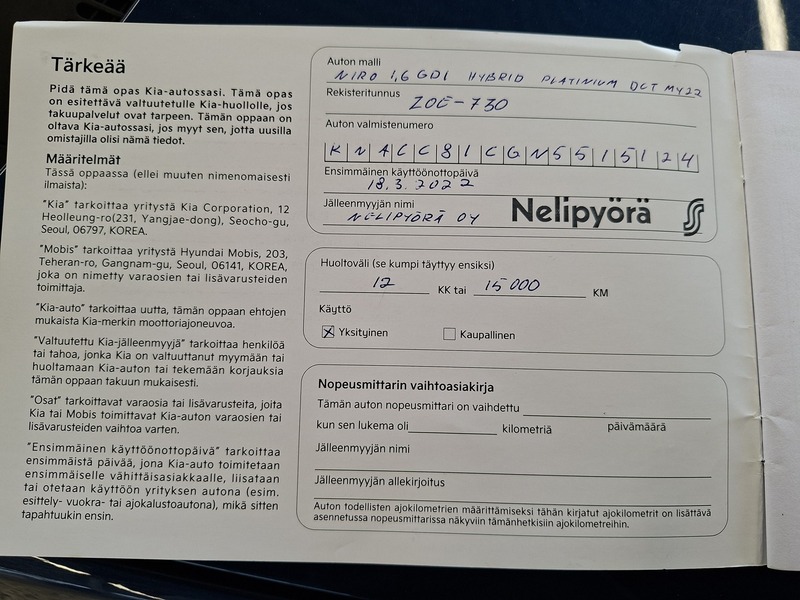 Tärkeää
Pidä tämä opas Kia-autossasi. Tämä opas
on esitettävä valtuutetulle Kia-huollolle, jos
takuupalvelut ovat tarpeen. Tämän oppaan on
oltava Kia-autossasi, jos myyt sen, jotta uusilla
omistajilla olisi nämä tiedot.
Määritelmät
Tässä oppaassa (ellei muuten nimenomaisesti
ilmaista):
"Kia" tarkoittaa yritystä Kia Corporation, 12
Heolleung-ro(231, Yangjae-dong), Seocho-gu,
Seoul, 06797, KOREA.
"Mobis" tarkoittaa yritystä Hyundai Mobis, 203,
Teheran-ro, Gangnam-gu, Seoul, 06141, KOREA,
joka on nimetty varaosien tai lisävarusteiden
toimittaja.
"Kia-auto" tarkoittaa uutta, tämän oppaan ehtojen
mukaista Kia-merkin moottoriajoneuvoa.
"Valtuutettu Kia-jälleenmyyjä" tarkoittaa henkilöä
tai tahoa, jonka Kia on valtuuttanut myymään tai
huoltamaan Kia-auton tai tekemään korjauksia
tämän oppaan takuun mukaisesti.
"Osat" tarkoittavat varaosia tai lisävarusteita, joita
Kia tai Mobis toimittavat Kia-auton varaosien tai
lisävarusteiden vaihtoa varten.
"Ensimmäinen käyttöönottopäivä" tarkoittaa
ensimmäistä päivää, jona Kia-auto toimitetaan
ensimmäiselle vähittäisasiakkaalle, liisataan
tai otetaan käyttöön yrityksen autona (esim.
esittely- vuokra- tai ajokalustoautona), mikä sitten
tapahtuukin ensin.
Auton malli
NIRO 1,6 GDI HYBRID PLATINIUM DCT MY22
Rekisteritunnus
ZOE-730
Auton valmistenumero
KNACC81CGN5515124
Ensimmäinen käyttöönottopäivä
18.3.2022
Jälleenmyyjän nimi
NELIPYÖRÄ OY Nelipyörä
Huoltoväli (se kumpi täyttyy ensiksi)
12 KK tai 15 000 KM
Käyttö
Yksityinen Kaupallinen
Nopeusmittarin vaihtoasiakirja
Tämän auton nopeusmittari on vaihdettu
kun sen lukema oli kilometriä päivämäärä
Jälleenmyyjän nimi
Jälleenmyyjän allekirjoitus
Auton todellisten ajokilometrien määrittämiseksi tähän kirjatut ajokilometrit on lisättävä
asennetussa nopeusmittarissa näkyviin tämänhetkisiin ajokilometreihin.